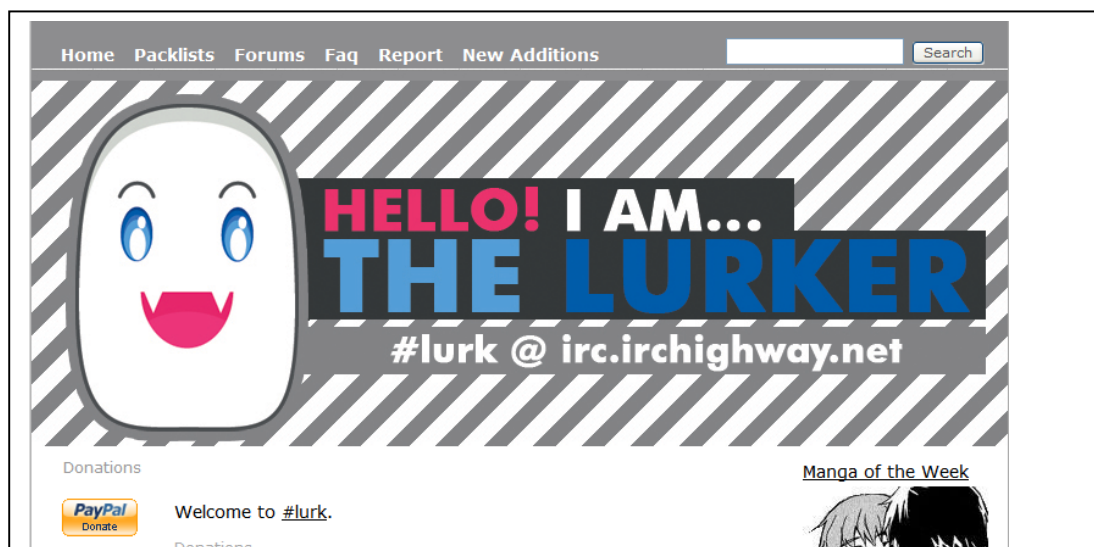 Home Packlists Forums Faq Report New Additions Search
HELLO! I AM...
THE LURKER
#lurk @ irc.irchighway.net
Donations
Manga of the Week
PayPal
Donate
Welcome to #lurk.
Donations